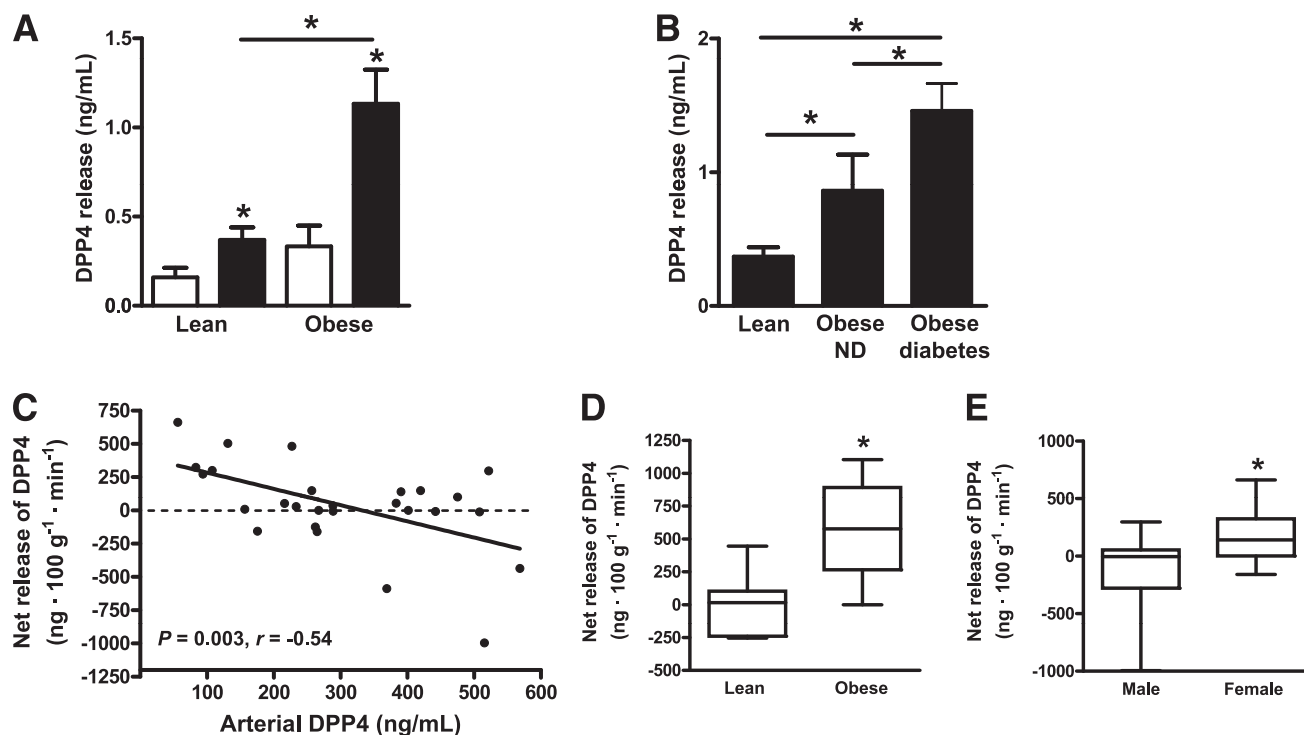 A
DPP4 release (ng/mL)
1.5
1.0
0.5
0.0
*
*
*
Lean
Obese
B
DPP4 release (ng/mL)
2
1
0
*
*
*
Lean
Obese
ND
Obese
diabetes
C
Net release of DPP4
(ng · 100 g⁻¹ · min⁻¹)
750
500
250
0
-250
-500
-750
-1000
-1250
P = 0.003, r = -0.54
100
200
300
400
500
600
Arterial DPP4 (ng/mL)
D
Net release of DPP4
(ng · 100 g⁻¹ · min⁻¹)
1250
1000
750
500
250
0
-250
-500
*
Lean
Obese
E
Net release of DPP4
(ng · 100 g⁻¹ · min⁻¹)
1000
500
0
-500
-1000
*
Male
Female